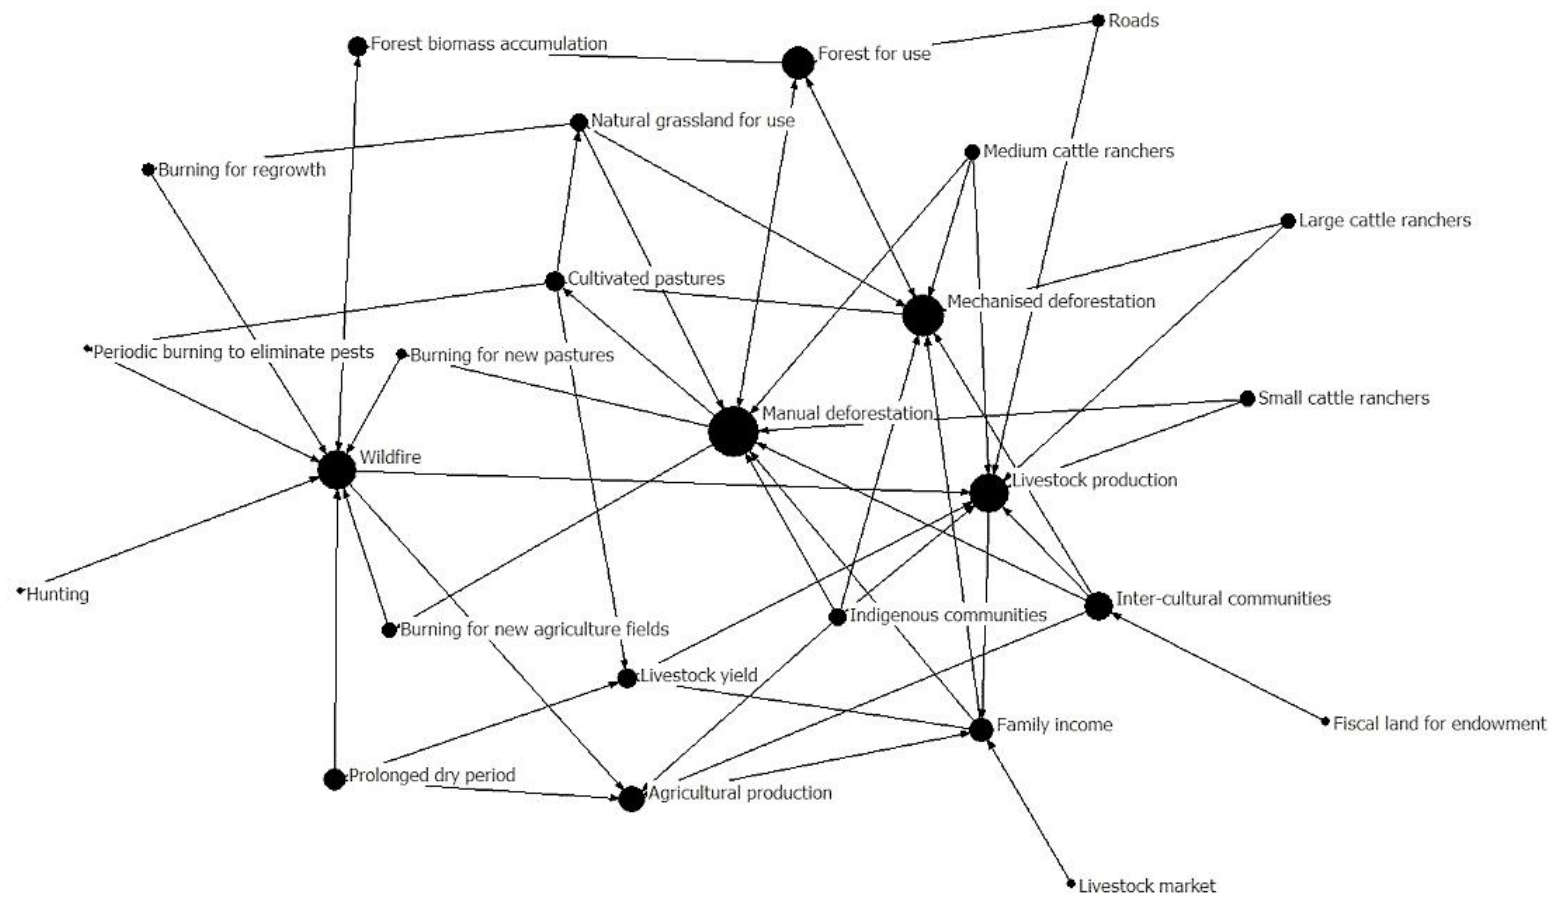 Roads
Forest biomass accumulation
Forest for use
Natural grassland for use
Medium cattle ranchers
Burning for regrowth
Large cattle ranchers
Cultivated pastures
Mechanised deforestation
Periodic burning to eliminate pests
Burning for new pastures
Small cattle ranchers
Manual deforestation
Wildfire
Livestock production
Hunting
Inter-cultural communities
Indigenous communities
Burning for new agriculture fields
Livestock yield
Fiscal land for endowment
Family income
Prolonged dry period
Agricultural production
Livestock market